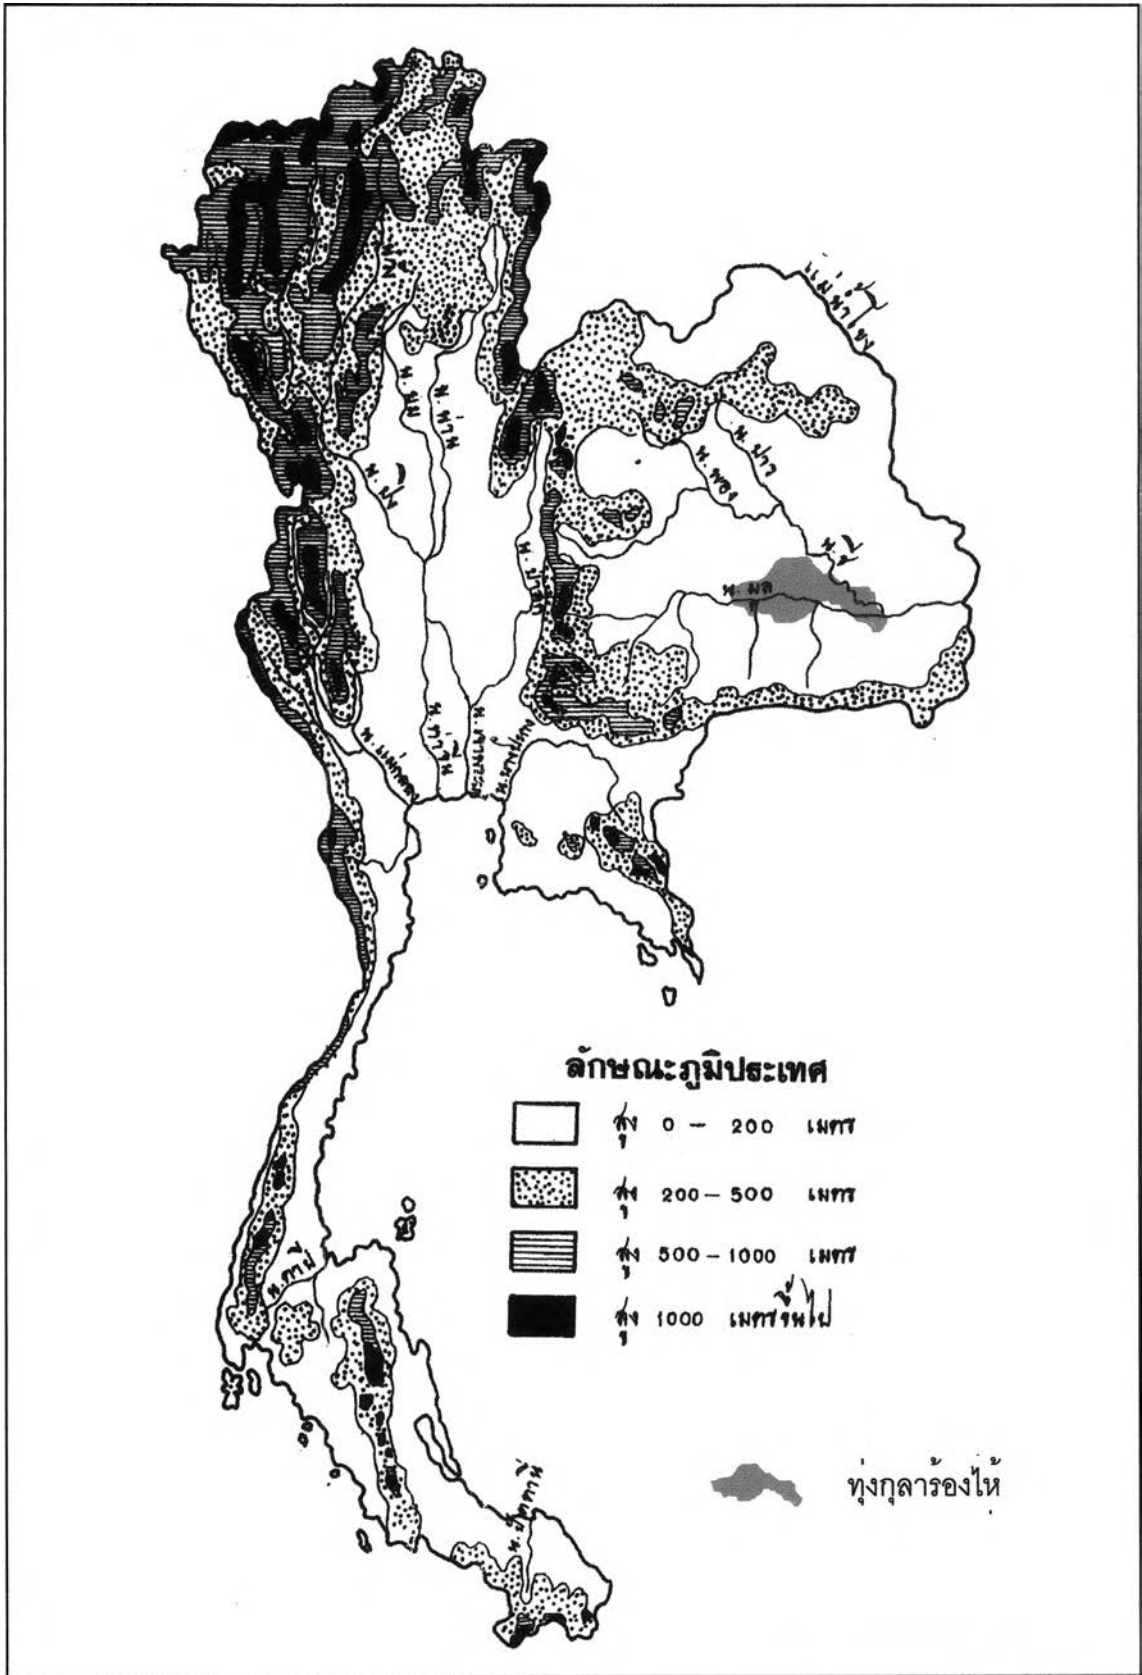 แม่น้ำโขง
น. วัง
น. ยม
น. น่าน
น. ปิง
น. ปาว
น. พอง
น. ชี
น. มูล
น. ป่าสัก
น. แม่กลอง
น. ท่าจีน
น. เจ้าพระยา
น. บางปะกง
ลักษณะภูมิประเทศ
สูง 0 – 200 เมตร
สูง 200 – 500 เมตร
สูง 500 – 1000 เมตร
สูง 1000 เมตรขึ้นไป
น. ตาปี
น. ปัตตานี
ทุ่งกุลาร้องไห้